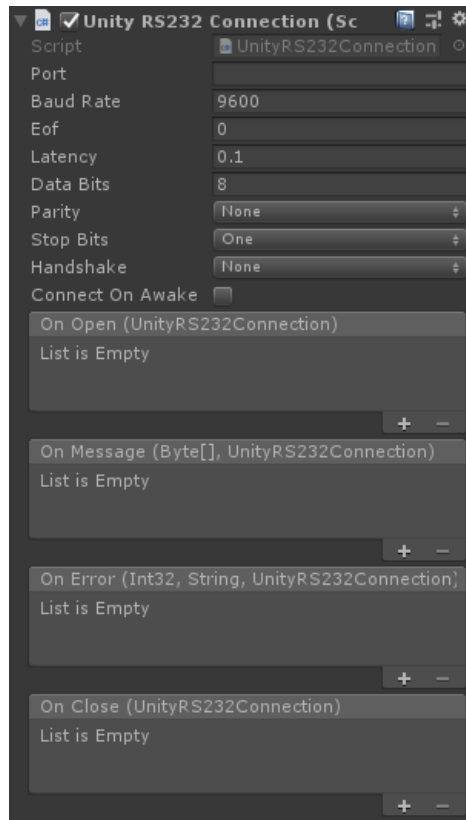 Unity RS232 Connection (Sc
Script UnityRS232Connection
Port
Baud Rate 9600
Eof 0
Latency 0.1
Data Bits 8
Parity None
Stop Bits One
Handshake None
Connect On Awake
On Open (UnityRS232Connection)
List is Empty
+ −
On Message (Byte[], UnityRS232Connection)
List is Empty
+ −
On Error (Int32, String, UnityRS232Connection)
List is Empty
+ −
On Close (UnityRS232Connection)
List is Empty
+ −